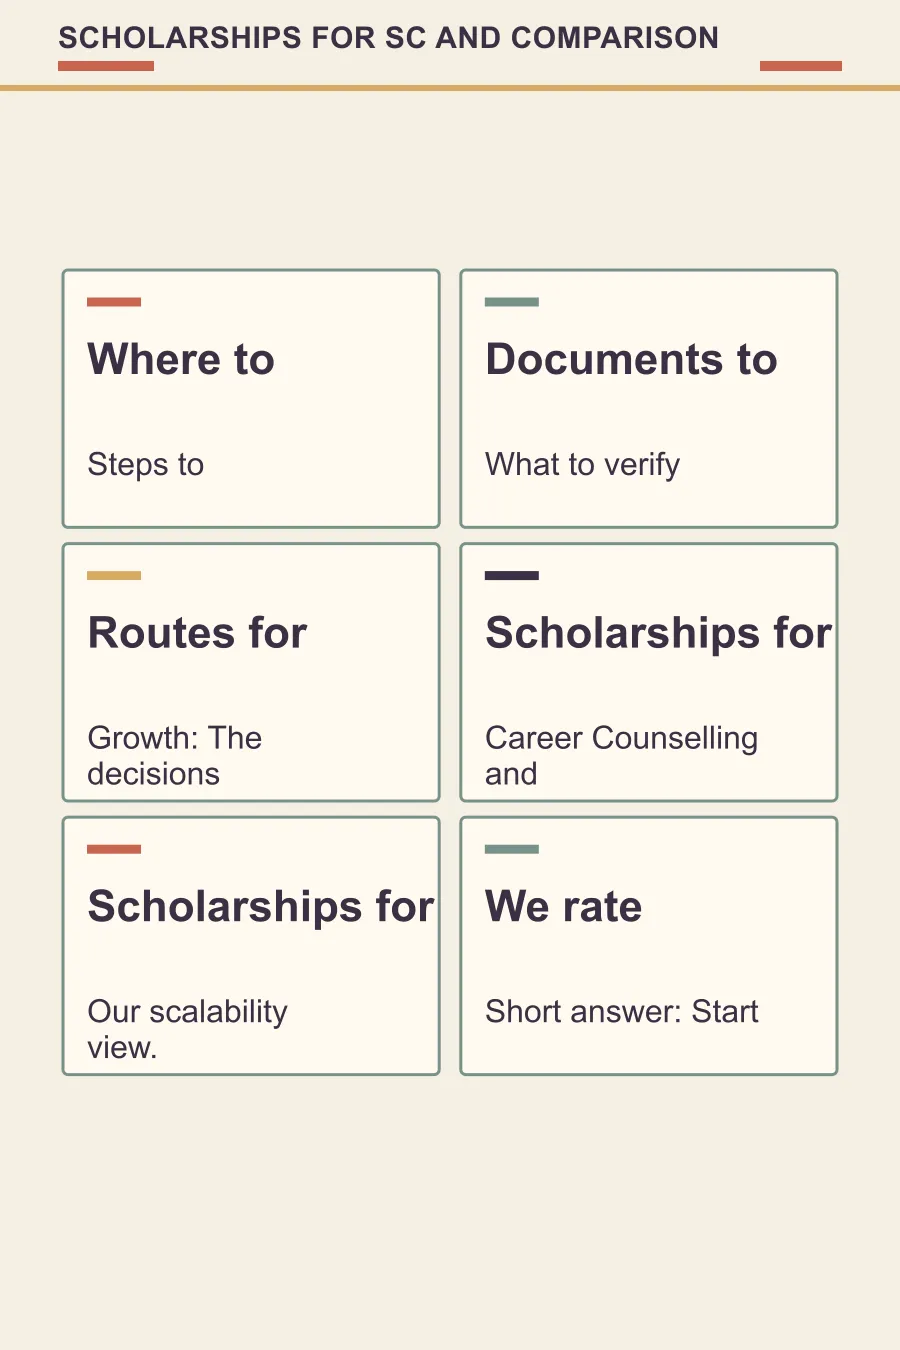 SCHOLARSHIPS FOR SC AND COMPARISON
Where to
Steps to
Documents to
What to verify
Routes for
Growth: The
decisions
Scholarships for
Career Counselling
and
Scholarships for
Our scalability
view.
We rate
Short answer: Start